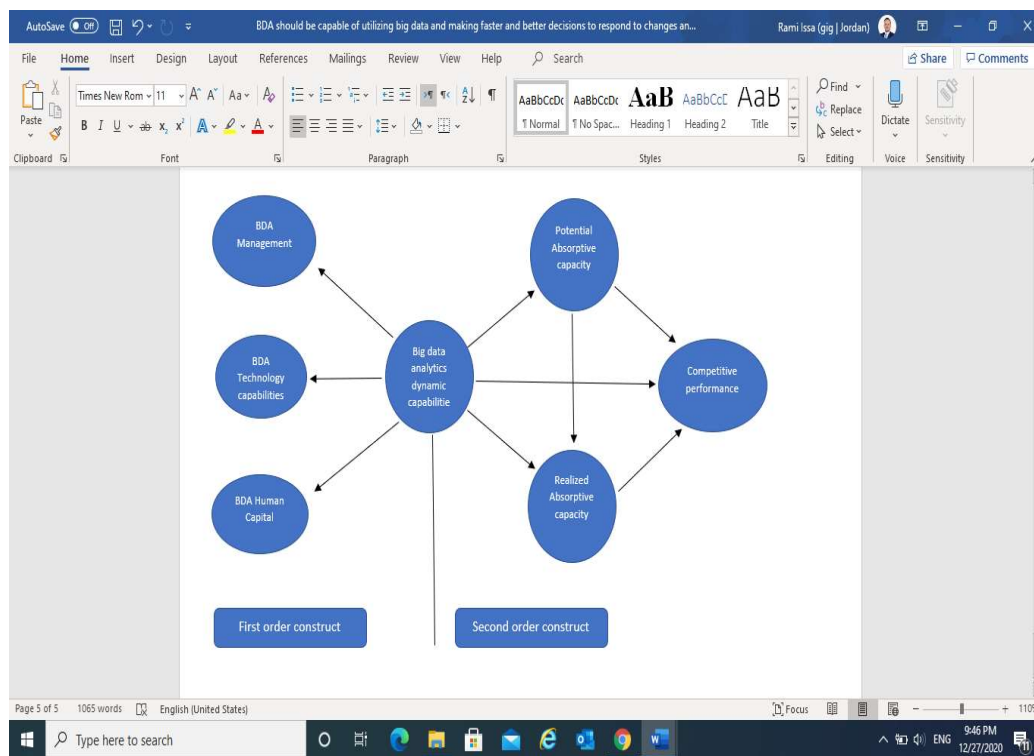 AutoSave Off
BDA should be capable of utilizing big data and making faster and better decisions to respond to changes an...
Rami Issa (gig | Jordan)
File Home Insert Design Layout References Mailings Review View Help Search
Share Comments
Paste
Times New Rom 11
Find
Replace
Select
Dictate
Sensitivity
AaBbCcDc AaBbCcDc AaB AaBbCcC AaB
¶ Normal ¶ No Spac... Heading 1 Heading 2 Title
Clipboard Font Paragraph Styles Editing Voice Sensitivity
BDA
Management
Potential
Absorptive
capacity
BDA
Technology
capabilities
Big data
analytics
dynamic
capabilitie
Competitive
performance
BDA Human
Capital
Realized
Absorptive
capacity
First order construct
Second order construct
Page 5 of 5 1065 words English (United States)
Focus
110%
Type here to search
ENG
9:46 PM
12/27/2020